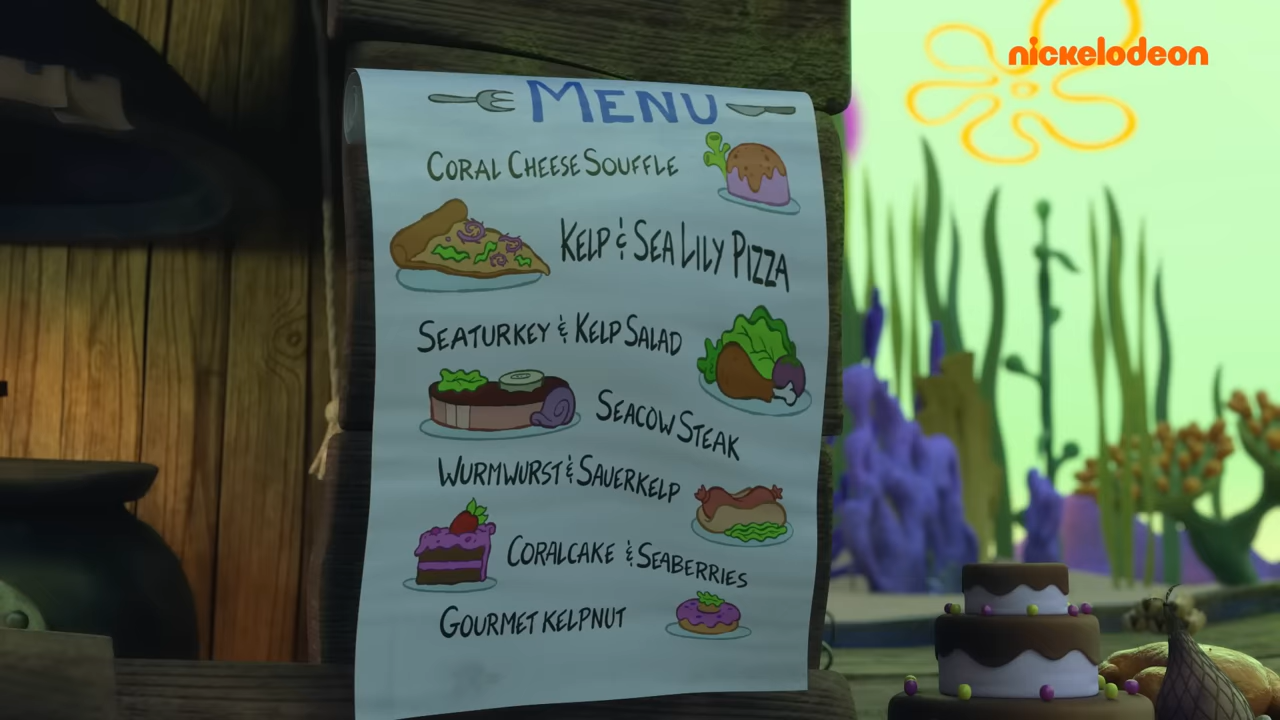 nickelodeon
MENU
CORAL CHEESE SOUFFLE
KELP & SEA LILY PIZZA
SEATURKEY & KELP SALAD
SEACOW STEAK
WURMWURST & SAUERKELP
CORALCAKE & SEABERRIES
GOURMET KELPNUT